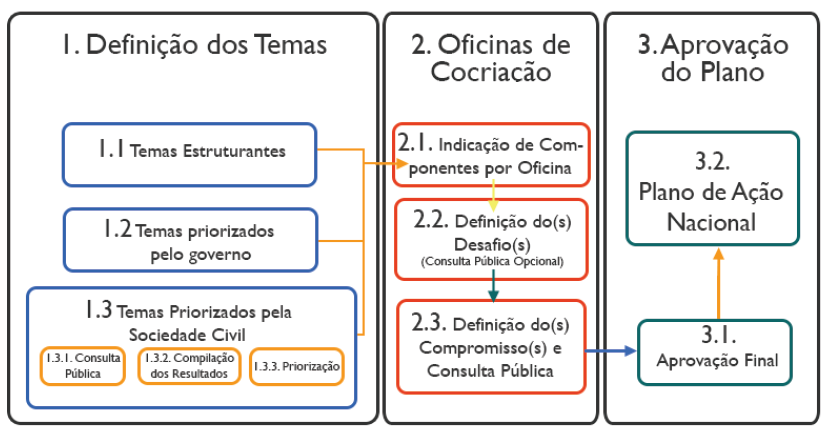 1. Definição dos Temas
1.1 Temas Estruturantes
1.2 Temas priorizados
pelo governo
1.3 Temas Priorizados pela
Sociedade Civil
1.3.1. Consulta
Pública
1.3.2. Compilação
dos Resultados
1.3.3. Priorização
2. Oficinas de
Cocriação
2.1. Indicação de Com-
ponentes por Oficina
2.2. Definição do(s)
Desafio(s)
(Consulta Pública Opcional)
2.3. Definição do(s)
Compromisso(s) e
Consulta Pública
3. Aprovação
do Plano
3.2.
Plano de Ação
Nacional
3.1.
Aprovação Final